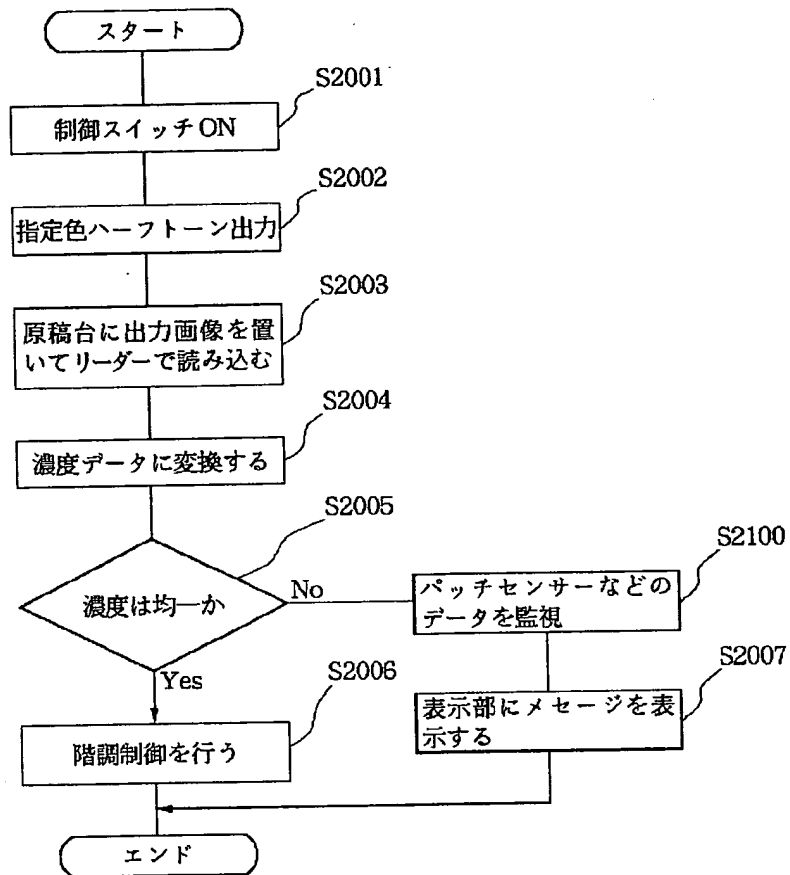 スタート
S2001
制御スイッチON
S2002
指定色ハーフトーン出力
S2003
原稿台に出力画像を置
いてリーダーで読み込む
S2004
濃度データに変換する
S2005
濃度は均一か
No
Yes
S2100
パッチセンサーなどの
データを監視
S2007
表示部にメセージを表
示する
S2006
階調制御を行う
エンド